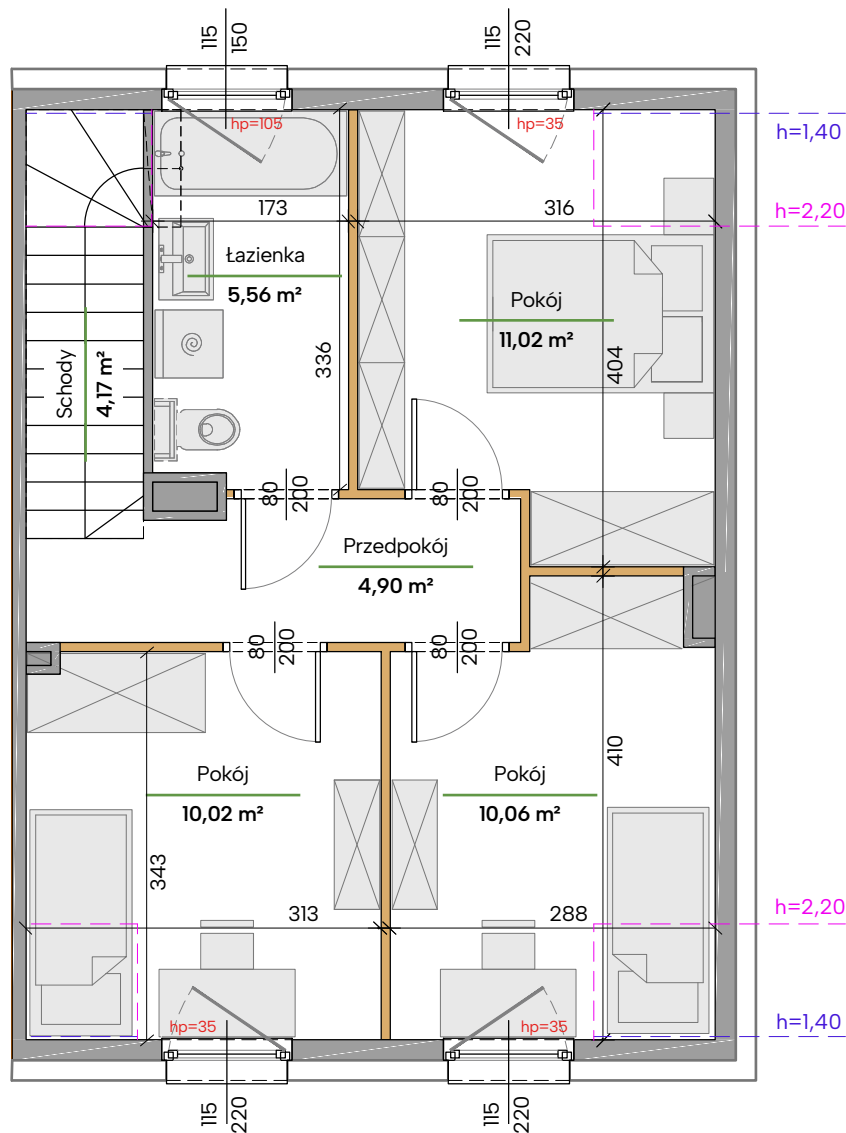 115
150
115
220
hp=105
hp=35
h=1,40
173
316
h=2,20
Łazienka
5,56 m²
Pokój
11,02 m²
Schody
4,17 m²
336
404
80
200
80
200
Przedpokój
4,90 m²
80
200
80
200
Pokój
10,02 m²
Pokój
10,06 m²
410
343
313
288
h=2,20
hp=35
hp=35
h=1,40
115
220
115
220